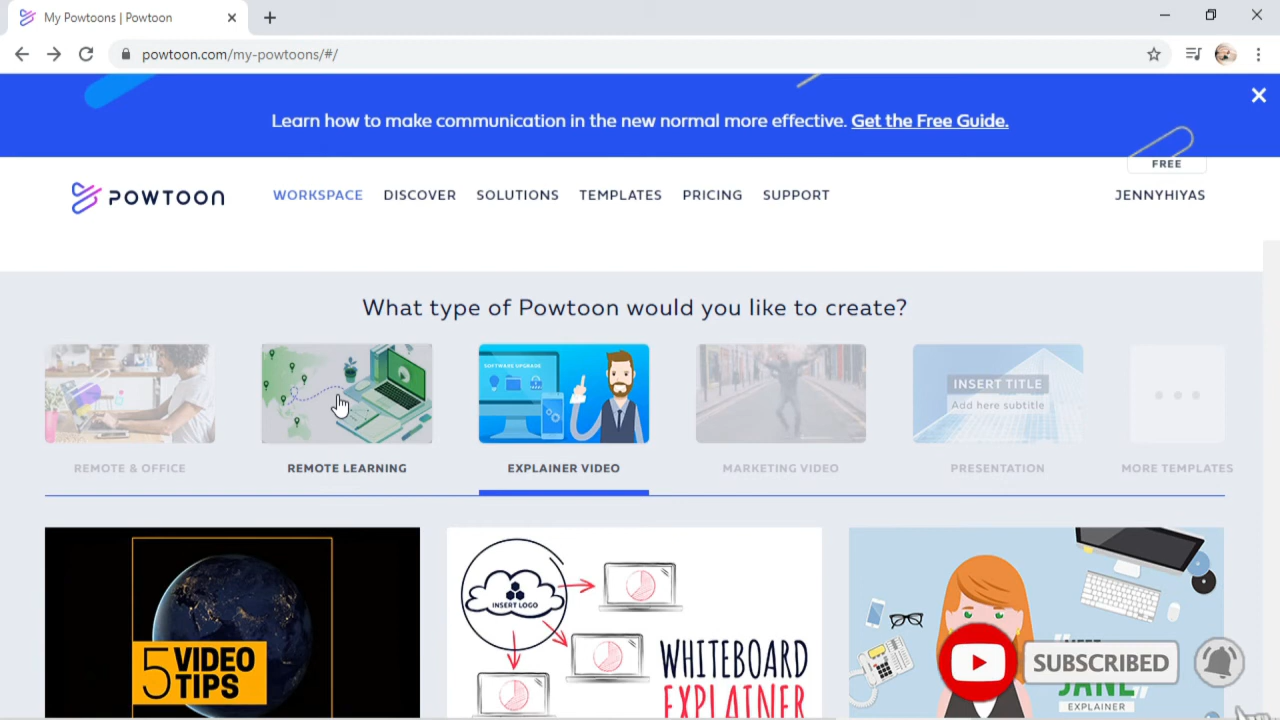 My Powtoons | Powtoon
powtoon.com/my-powtoons/#/
Learn how to make communication in the new normal more effective. Get the Free Guide.
FREE
POWTOON
WORKSPACE
DISCOVER
SOLUTIONS
TEMPLATES
PRICING
SUPPORT
JENNYHIYAS
What type of Powtoon would you like to create?
SOFTWARE UPGRADE
INSERT TITLE
Add here subtitle
REMOTE & OFFICE
REMOTE LEARNING
EXPLAINER VIDEO
MARKETING VIDEO
PRESENTATION
MORE TEMPLATES
5 VIDEO
TIPS
INSERT LOGO
WHITEBOARD
EXPLAINER
JANE
EXPLAINER
SUBSCRIBED